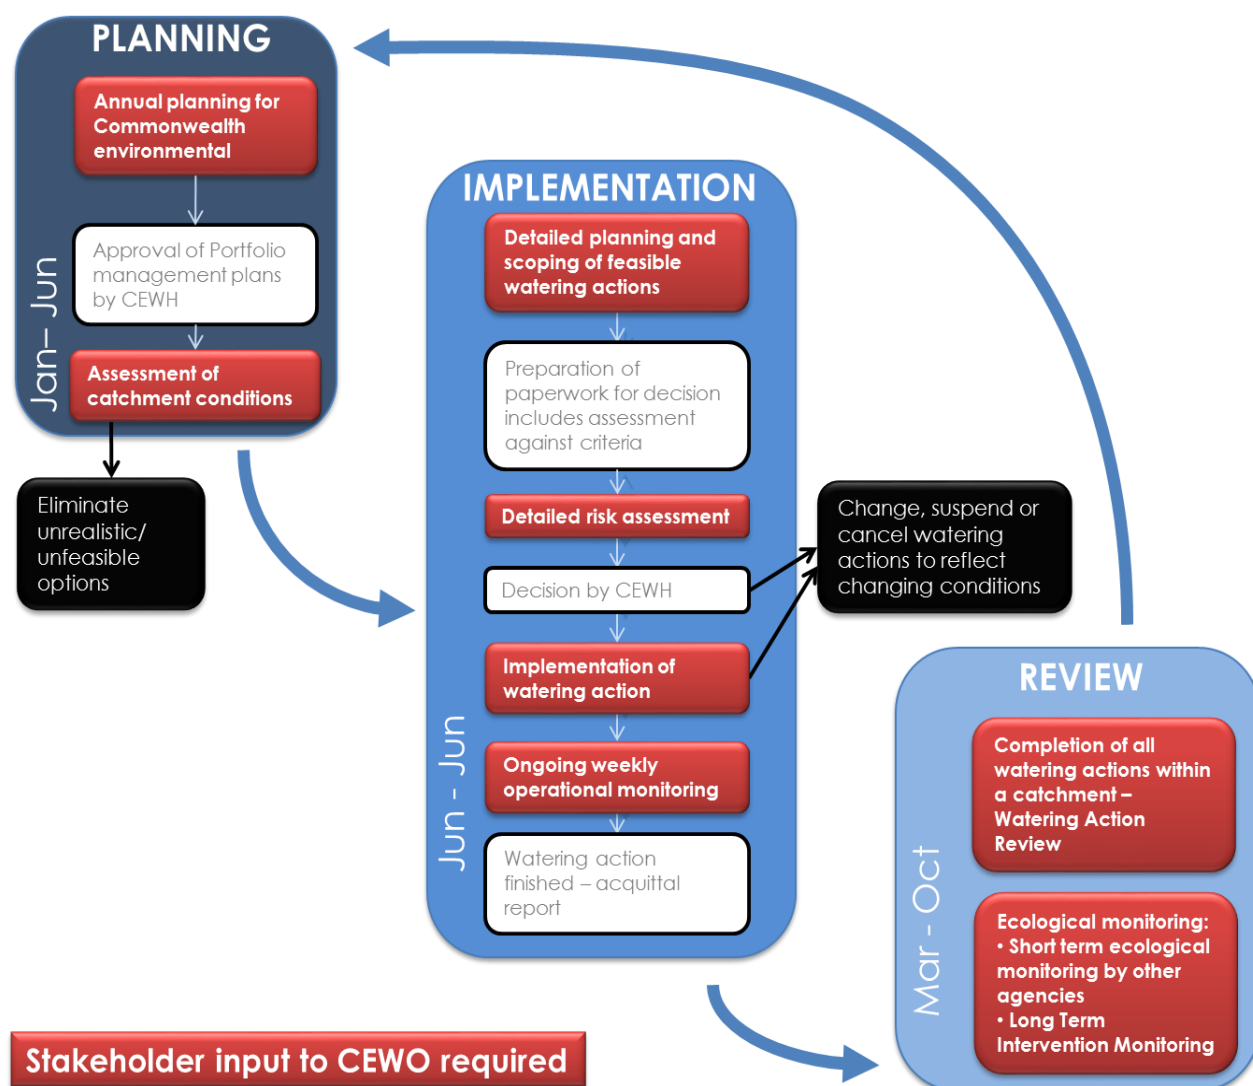 PLANNING
Annual planning for
Commonwealth
environmental
Approval of Portfolio
management plans
by CEWH
Assessment of
catchment conditions
Jan– Jun
Eliminate
unrealistic/
unfeasible
options
IMPLEMENTATION
Detailed planning and
scoping of feasible
watering actions
Preparation of
paperwork for decision
includes assessment
against criteria
Detailed risk assessment
Decision by CEWH
Implementation of
watering action
Ongoing weekly
operational monitoring
Watering action
finished – acquittal
report
Jun - Jun
Change, suspend or
cancel watering
actions to reflect
changing conditions
REVIEW
Completion of all
watering actions within
a catchment –
Watering Action
Review
Ecological monitoring:
• Short term ecological
monitoring by other
agencies
• Long Term
Intervention Monitoring
Mar - Oct
Stakeholder input to CEWO required